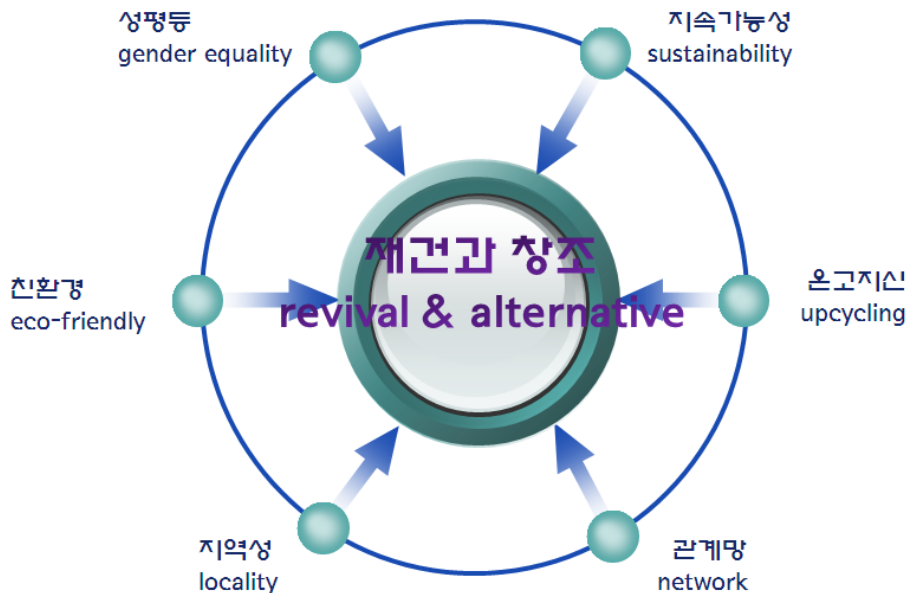 성평등
gender equality
지속가능성
sustainability
재건과 창조
revival & alternative
친환경
eco-friendly
온고지신
upcycling
지역성
locality
관계망
network